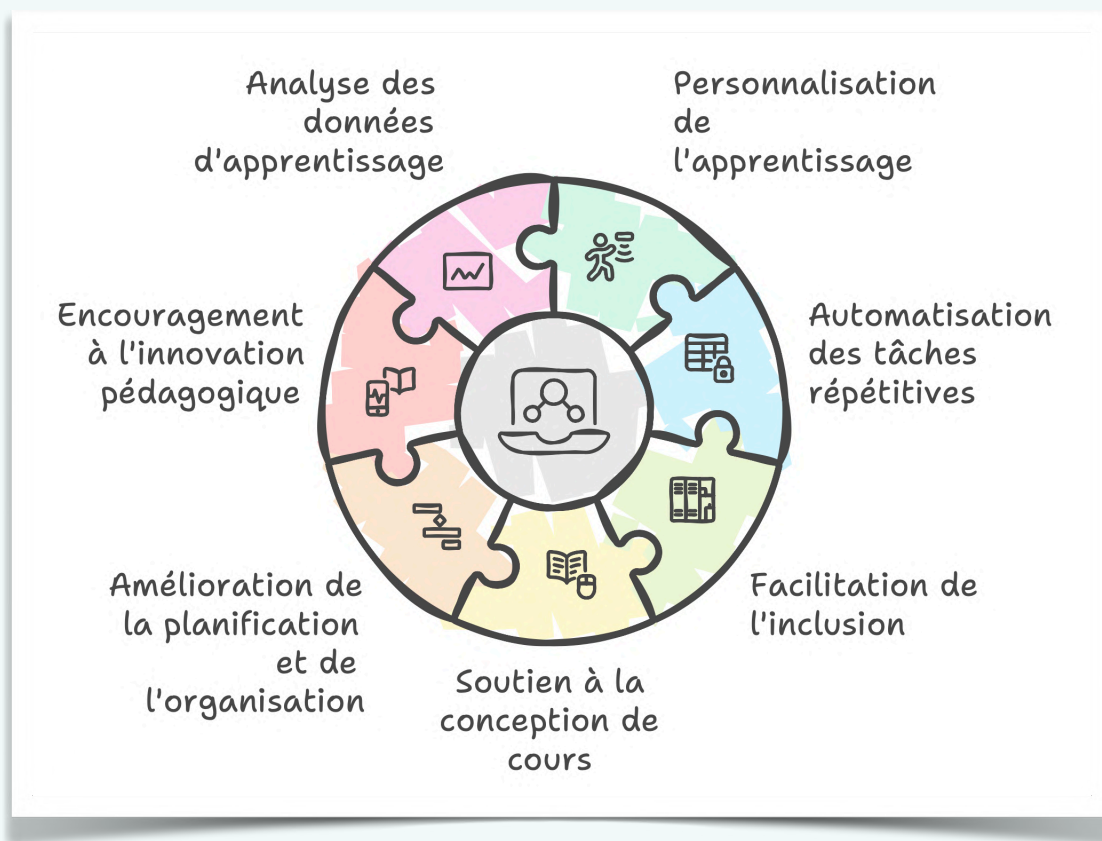 Analyse des
données
d'apprentissage
Personnalisation
de
l'apprentissage
Encouragement
à l'innovation
pédagogique
Automatisation
des tâches
répétitives
Amélioration de
la planification
et de
l'organisation
Soutien à la
conception de
cours
Facilitation de
l'inclusion